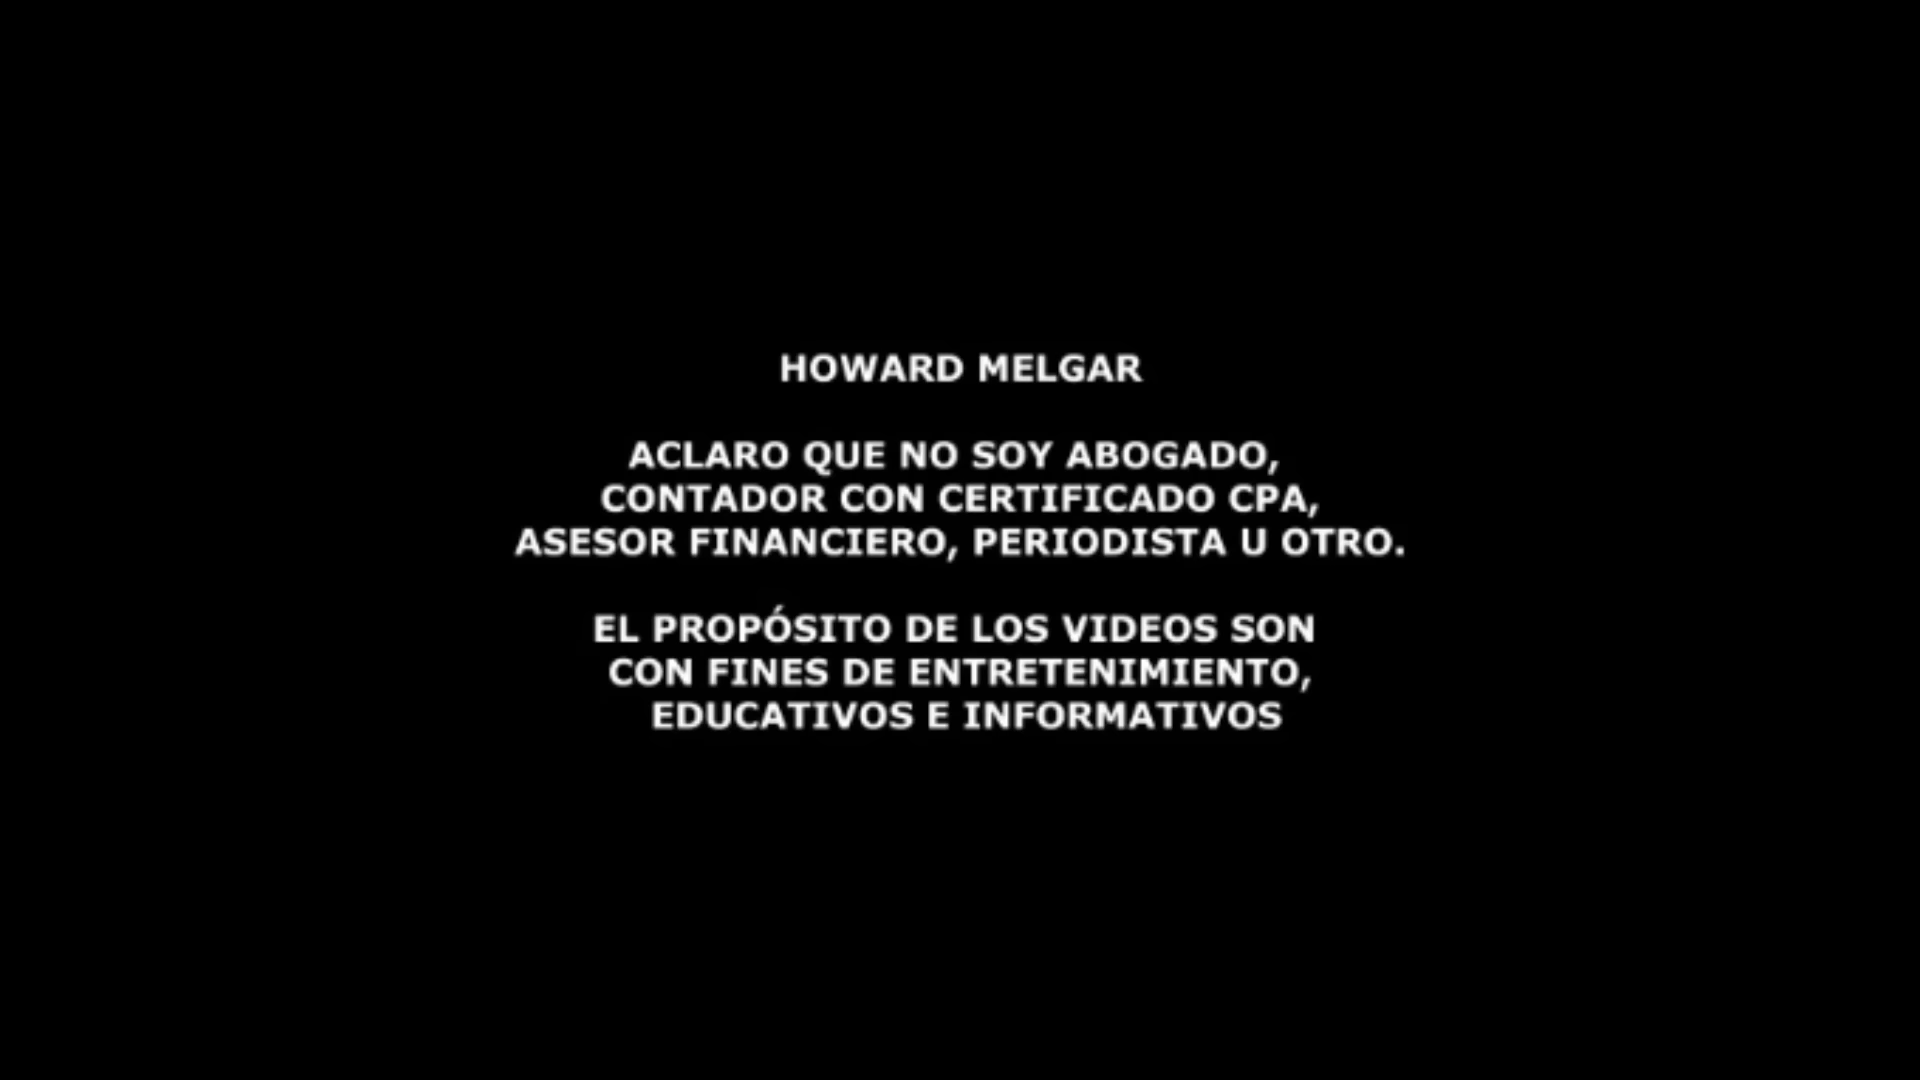 HOWARD MELGAR
ACLARO QUE NO SOY ABOGADO,
CONTADOR CON CERTIFICADO CPA,
ASESOR FINANCIERO, PERIODISTA U OTRO.
EL PROPÓSITO DE LOS VIDEOS SON
CON FINES DE ENTRETENIMIENTO,
EDUCATIVOS E INFORMATIVOS